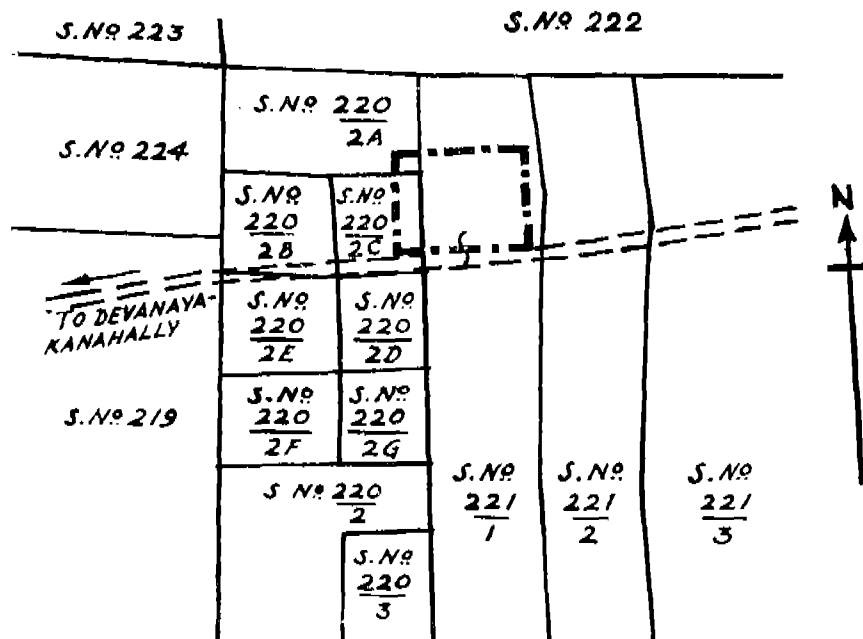 S.Nº 223
S.Nº 222
S.Nº 220
2A
S.Nº 224
S.Nº
220
2B
S.Nº
220
2C
N
TO DEVANAYA-
KANAHALLY
S.Nº
220
2E
S.Nº
220
2D
S.Nº 219
S.Nº
220
2F
S.Nº
220
2G
S Nº 220
2
S.Nº
221
1
S.Nº
221
2
S.Nº
221
3
S.Nº
220
3